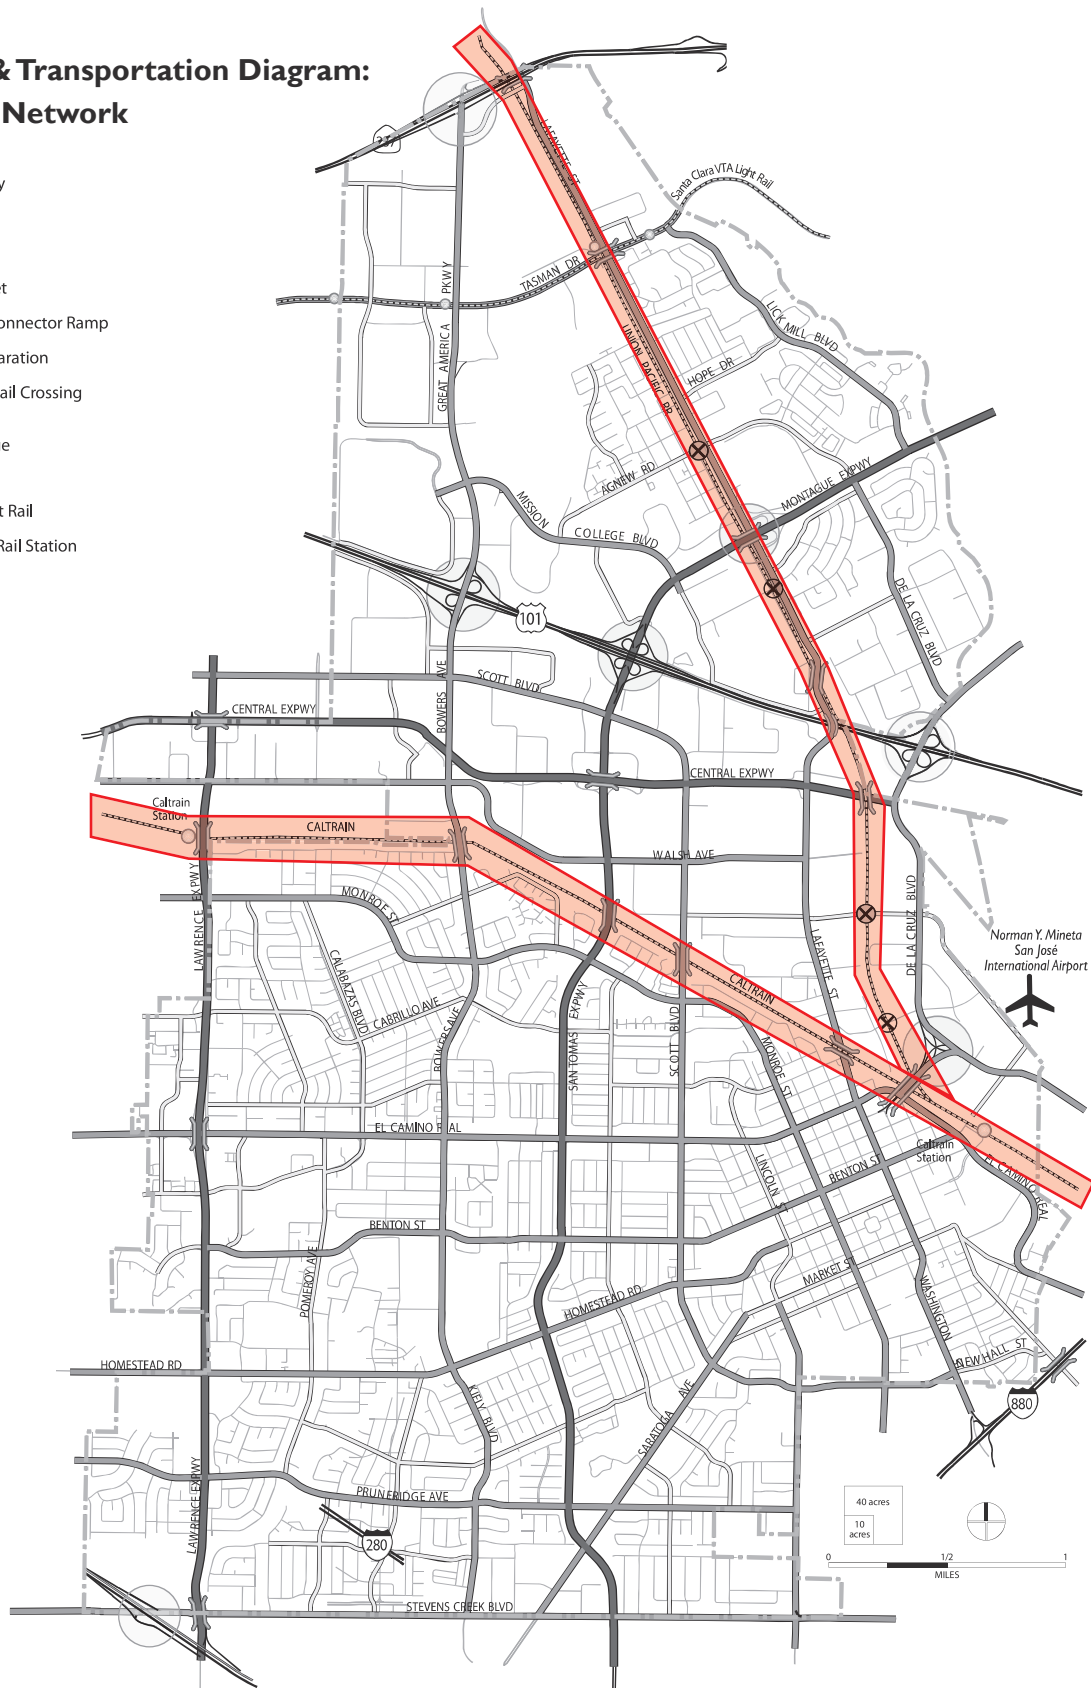 & Transportation Diagram:
Network
y
et
onnector Ramp
aration
ail Crossing
e
t Rail
Rail Station
237
LAFAYETTE ST
Santa Clara VTA Light Rail
TASMAN DR
GREAT AMERICA PKWY
LICK MILL BLVD
UNION PACIFIC RR
HOPE DR
AGNEW RD
MONTAGUE EXPWY
MISSION
COLLEGE BLVD
101
DE LA CRUZ BLVD
SCOTT BLVD
BOWERS AVE
CENTRAL EXPWY
CENTRAL EXPWY
Caltrain
Station
CALTRAIN
WALSH AVE
LAWRENCE EXPWY
MONROE ST
DE LA CRUZ BLVD
Norman Y. Mineta
San José
International Airport
CALABAZAS BLVD
CABRILLO AVE
BOWERS AVE
SAN TOMAS EXPWY
SCOTT BLVD
CALTRAIN
LAFAYETTE ST
MONROE ST
EL CAMINO REAL
Caltrain
Station
EL CAMINO REAL
LINCOLN ST
BENTON ST
BENTON ST
POMEROY AVE
MARKET ST
HOMESTEAD RD
WASHINGTON
NEWHALL ST
HOMESTEAD RD
KIELY BLVD
SARATOGA AVE
880
LAWRENCE EXPWY
PRUNERIDGE AVE
280
40 acres
10
acres
0 1/2 1
MILES
STEVENS CREEK BLVD